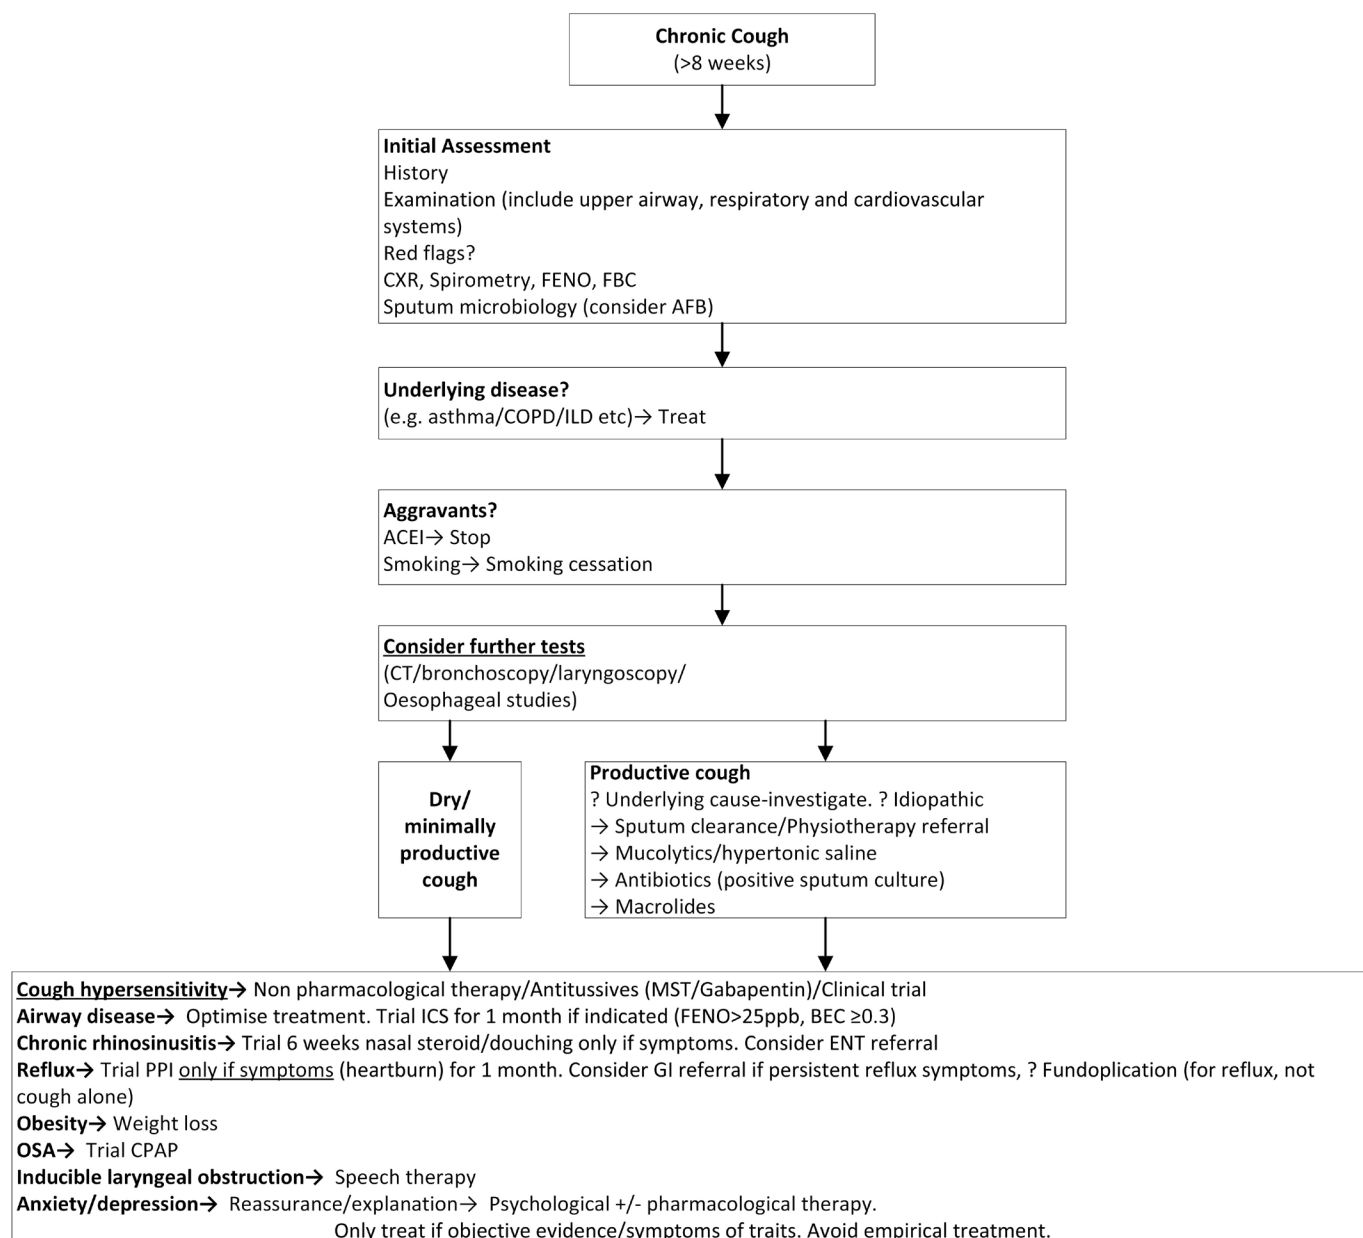 Chronic Cough
(>8 weeks)
Initial Assessment
History
Examination (include upper airway, respiratory and cardiovascular
systems)
Red flags?
CXR, Spirometry, FENO, FBC
Sputum microbiology (consider AFB)
Underlying disease?
(e.g. asthma/COPD/ILD etc)→ Treat
Aggravants?
ACEI→ Stop
Smoking→ Smoking cessation
Consider further tests
(CT/bronchoscopy/laryngoscopy/
Oesophageal studies)
Dry/
minimally
productive
cough
Productive cough
? Underlying cause-investigate. ? Idiopathic
→ Sputum clearance/Physiotherapy referral
→ Mucolytics/hypertonic saline
→ Antibiotics (positive sputum culture)
→ Macrolides
Cough hypersensitivity→ Non pharmacological therapy/Antitussives (MST/Gabapentin)/Clinical trial
Airway disease→ Optimise treatment. Trial ICS for 1 month if indicated (FENO>25ppb, BEC ≥0.3)
Chronic rhinosinusitis→ Trial 6 weeks nasal steroid/douching only if symptoms. Consider ENT referral
Reflux→ Trial PPI only if symptoms (heartburn) for 1 month. Consider GI referral if persistent reflux symptoms, ? Fundoplication (for reflux, not
cough alone)
Obesity→ Weight loss
OSA→ Trial CPAP
Inducible laryngeal obstruction→ Speech therapy
Anxiety/depression→ Reassurance/explanation→ Psychological +/- pharmacological therapy.
Only treat if objective evidence/symptoms of traits. Avoid empirical treatment.